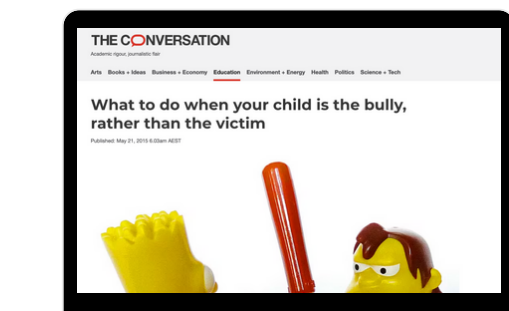 THE CONVERSATION
Academic rigour, journalistic flair
Arts Books + Ideas Business + Economy Education Environment + Energy Health Politics Science + Tech
What to do when your child is the bully,
rather than the victim
Published: May 21, 2015 6.03am AEST